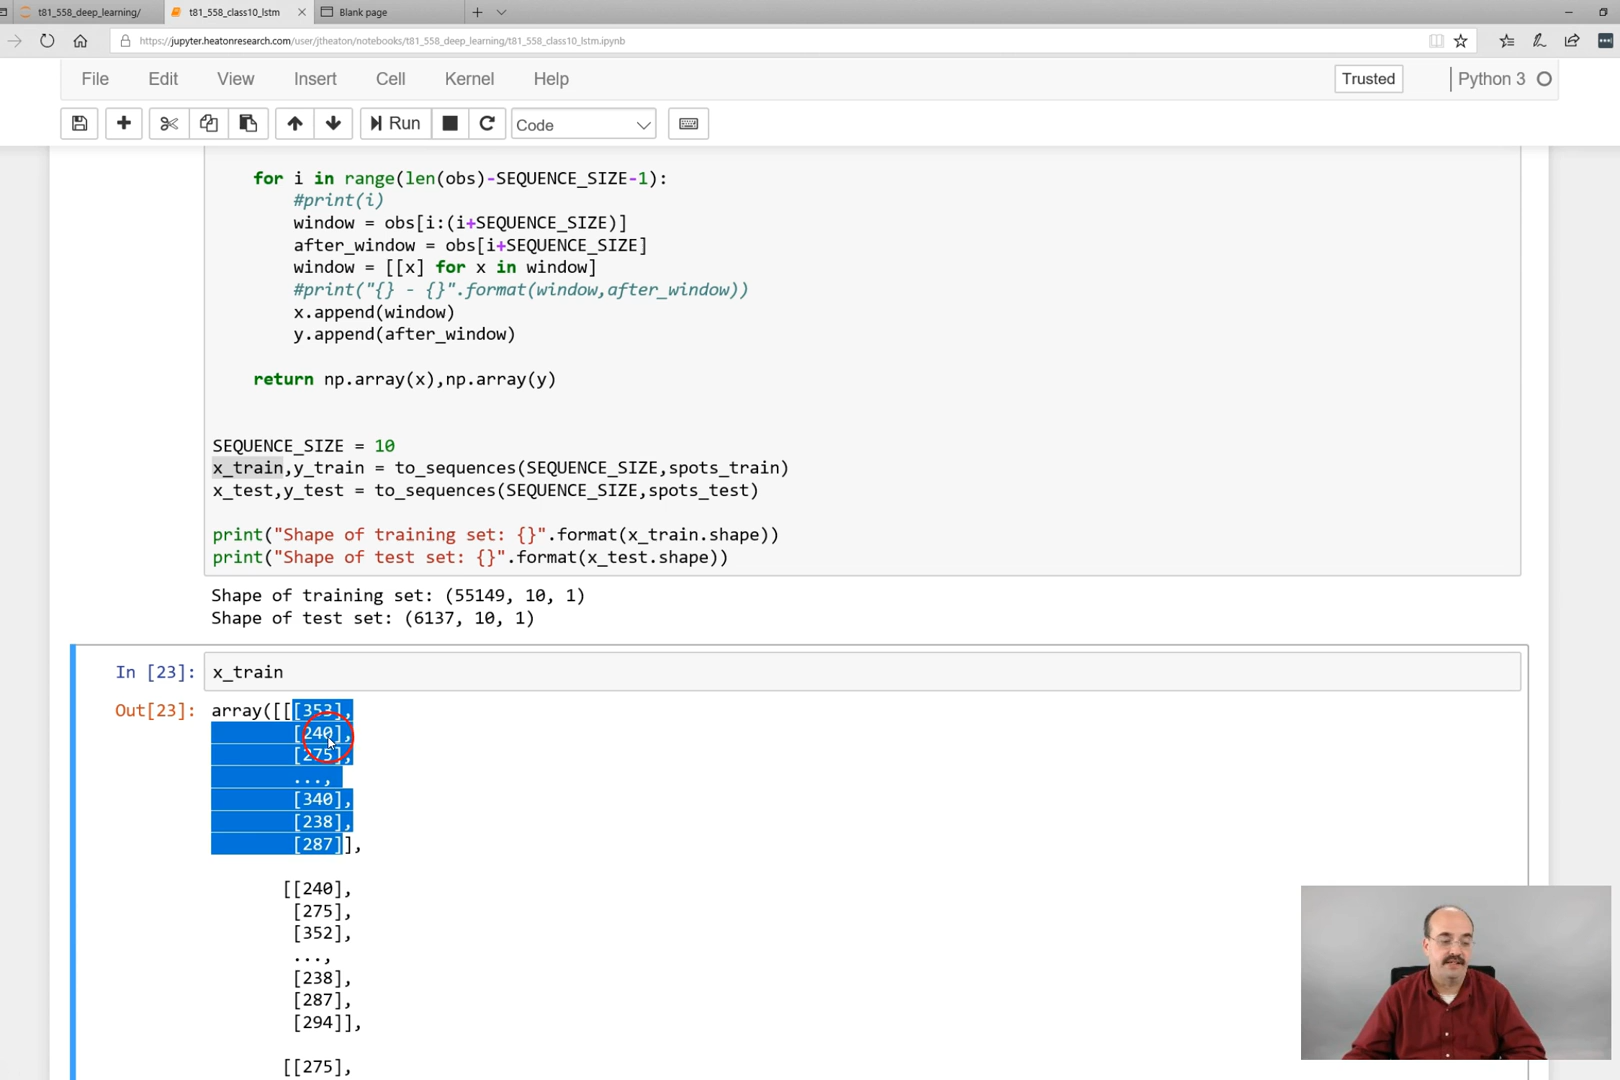 t81_558_deep_learning/
t81_558_class10_lstm
Blank page
https://jupyter.heatonresearch.com/user/jtheaton/notebooks/t81_558_deep_learning/t81_558_class10_lstm.ipynb
File Edit View Insert Cell Kernel Help Trusted Python 3
Run Code
for i in range(len(obs)-SEQUENCE_SIZE-1):
#print(i)
window = obs[i:(i+SEQUENCE_SIZE)]
after_window = obs[i+SEQUENCE_SIZE]
window = [[x] for x in window]
#print("{} - {}".format(window,after_window))
x.append(window)
y.append(after_window)
return np.array(x),np.array(y)
SEQUENCE_SIZE = 10
x_train,y_train = to_sequences(SEQUENCE_SIZE,spots_train)
x_test,y_test = to_sequences(SEQUENCE_SIZE,spots_test)
print("Shape of training set: {}".format(x_train.shape))
print("Shape of test set: {}".format(x_test.shape))
Shape of training set: (55149, 10, 1)
Shape of test set: (6137, 10, 1)
In [23]: x_train
Out[23]: array([[[353],
[240],
[275],
...,
[340],
[238],
[287]],
[[240],
[275],
[352],
...,
[238],
[287],
[294]],
[[275],